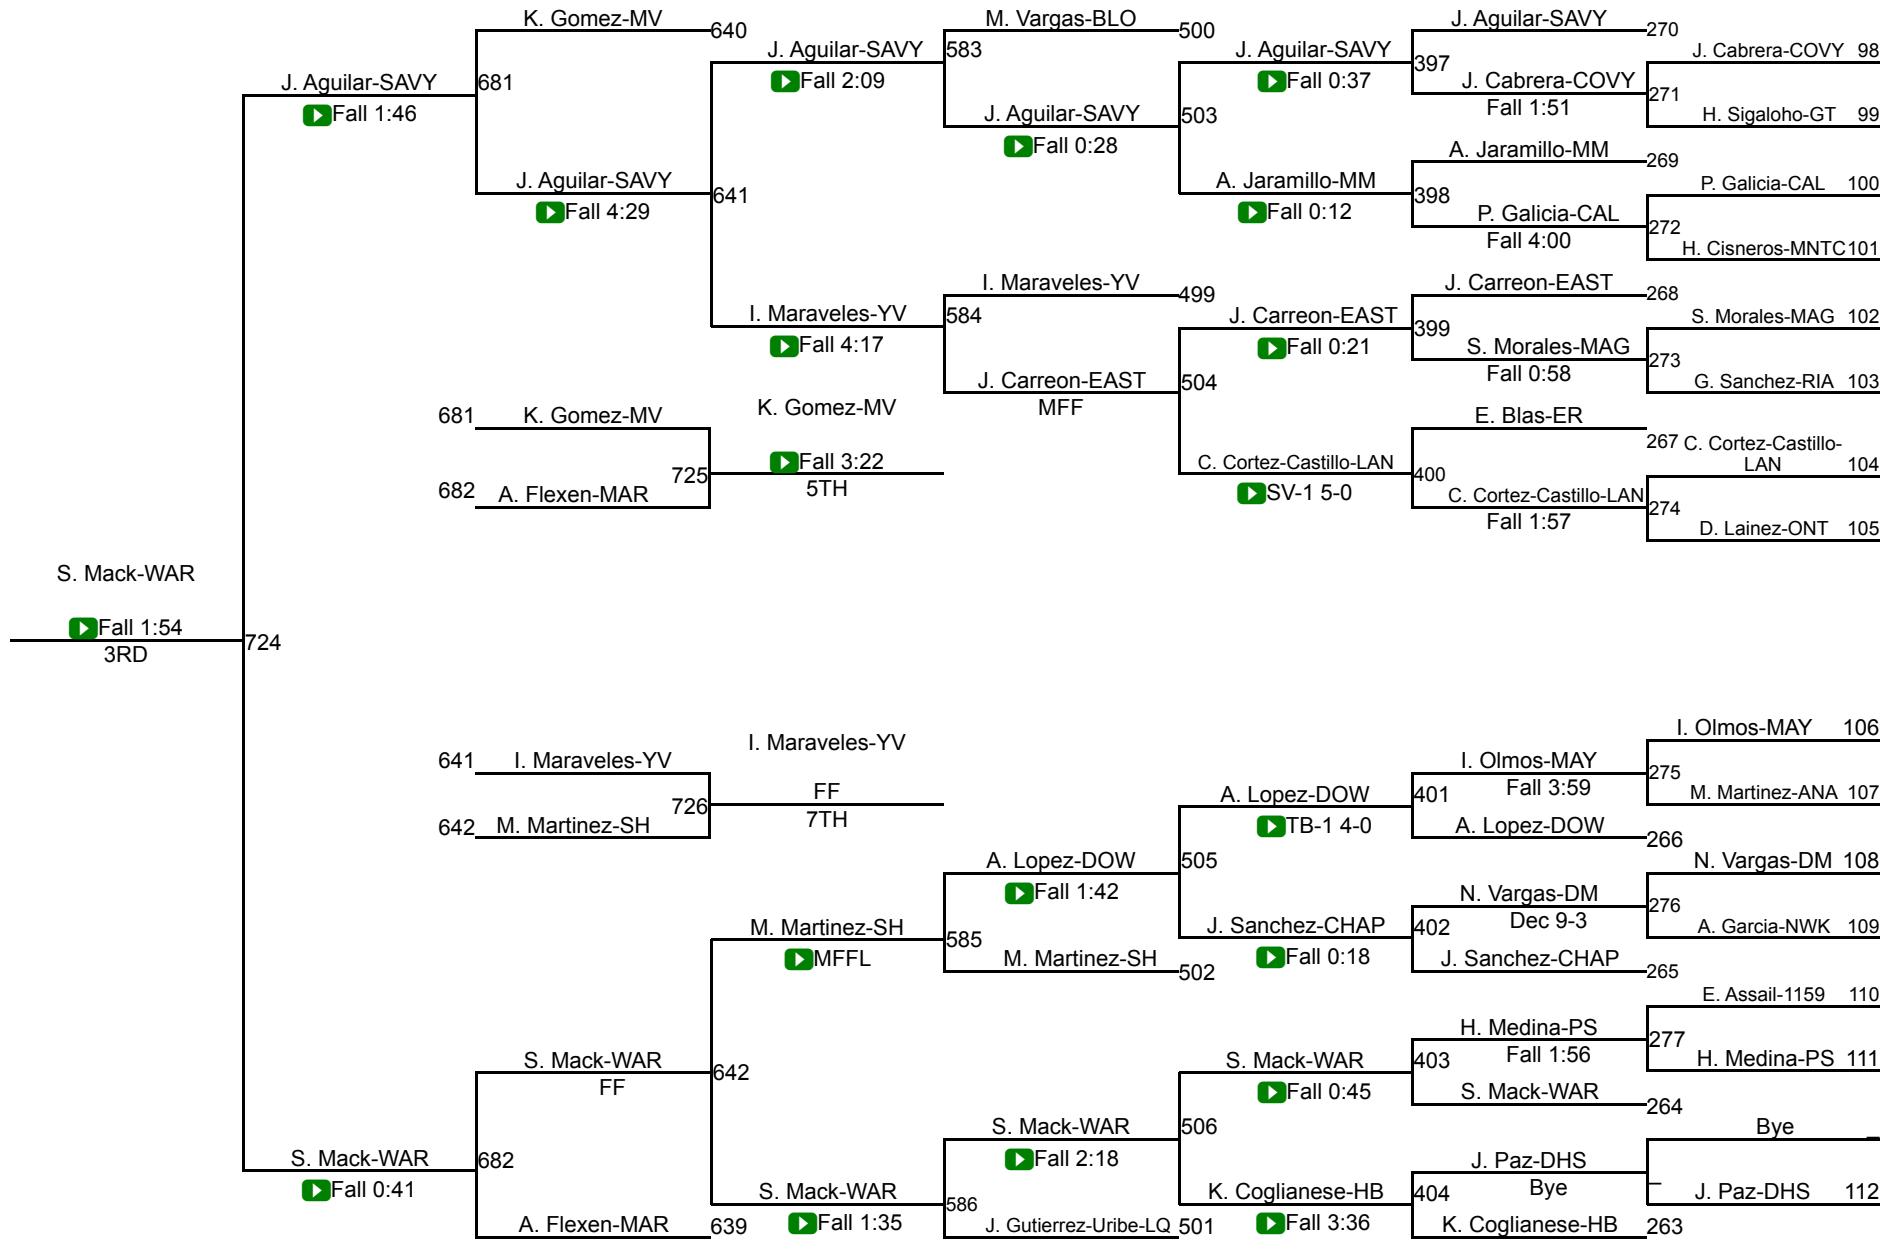 K. Gomez-MV
640
M. Vargas-BLO
500
J. Aguilar-SAVY
270
J. Aguilar-SAVY
583
J. Aguilar-SAVY
J. Cabrera-COVY 98
Fall 2:09
Fall 0:37
397
J. Aguilar-SAVY
681
J. Cabrera-COVY
271
Fall 1:46
J. Aguilar-SAVY
503
Fall 1:51
H. Sigaloho-GT 99
Fall 0:28
A. Jaramillo-MM
269
J. Aguilar-SAVY
641
A. Jaramillo-MM
398
P. Galicia-CAL 100
Fall 4:29
Fall 0:12
P. Galicia-CAL
272
Fall 4:00
H. Cisneros-MNTC 101
I. Maraveles-YV
499
J. Carreon-EAST
268
I. Maraveles-YV
584
J. Carreon-EAST
399
S. Morales-MAG 102
Fall 4:17
Fall 0:21
S. Morales-MAG
273
J. Carreon-EAST
504
Fall 0:58
G. Sanchez-RIA 103
MFF
681
K. Gomez-MV
K. Gomez-MV
E. Blas-ER
267
C. Cortez-Castillo-
LAN 104
725
Fall 3:22
C. Cortez-Castillo-LAN
400
682
A. Flexen-MAR
5TH
SV-1 5-0
C. Cortez-Castillo-LAN
274
Fall 1:57
D. Lainez-ONT 105
S. Mack-WAR
Fall 1:54
724
3RD
I. Olmos-MAY 106
641
I. Maraveles-YV
I. Maraveles-YV
I. Olmos-MAY
275
FF
A. Lopez-DOW
401
Fall 3:59
M. Martinez-ANA 107
642
M. Martinez-SH
726
7TH
TB-1 4-0
A. Lopez-DOW
266
A. Lopez-DOW
505
N. Vargas-DM 108
Fall 1:42
N. Vargas-DM
276
M. Martinez-SH
585
J. Sanchez-CHAP
402
Dec 9-3
A. Garcia-NWK 109
MFFL
M. Martinez-SH
502
Fall 0:18
J. Sanchez-CHAP
265
E. Assail-1159 110
S. Mack-WAR
642
S. Mack-WAR
403
H. Medina-PS
277
FF
Fall 0:45
Fall 1:56
H. Medina-PS 111
S. Mack-WAR
264
S. Mack-WAR
506
Bye _
S. Mack-WAR
682
Fall 2:18
J. Paz-DHS
_
Fall 0:41
S. Mack-WAR
586
K. Coglianese-HB
404
Bye
J. Paz-DHS 112
A. Flexen-MAR
639
Fall 1:35
J. Gutierrez-Uribe-LQ
501
Fall 3:36
K. Coglianese-HB
263